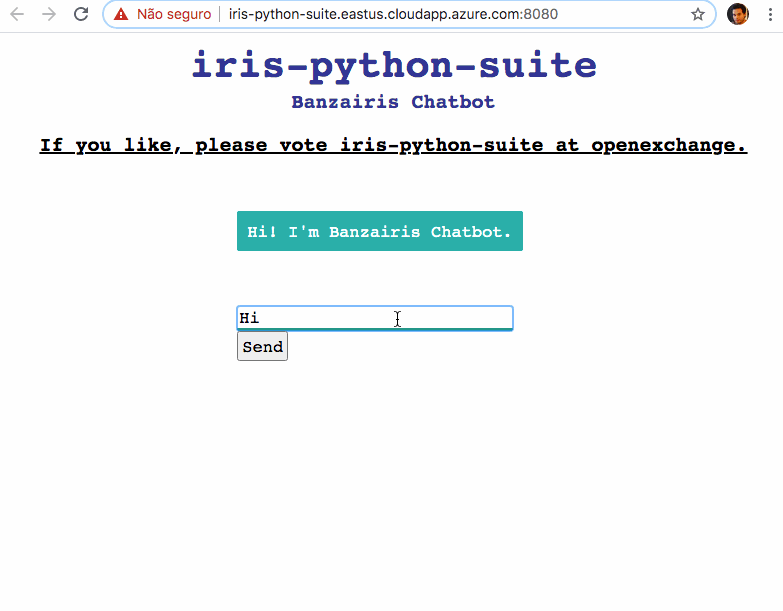 Não seguro iris-python-suite.eastus.cloudapp.azure.com:8080
iris-python-suite
Banzairis Chatbot
If you like, please vote iris-python-suite at openexchange.
Hi! I'm Banzairis Chatbot.
Hi
Send